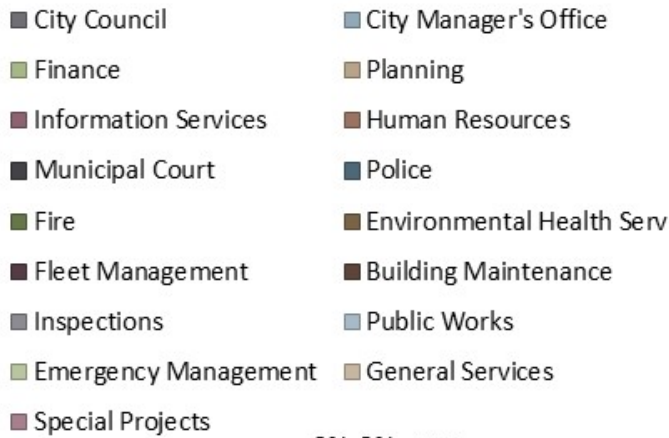 City Council City Manager's Office
Finance Planning
Information Services Human Resources
Municipal Court Police
Fire Environmental Health Serv
Fleet Management Building Maintenance
Inspections Public Works
Emergency Management General Services
Special Projects